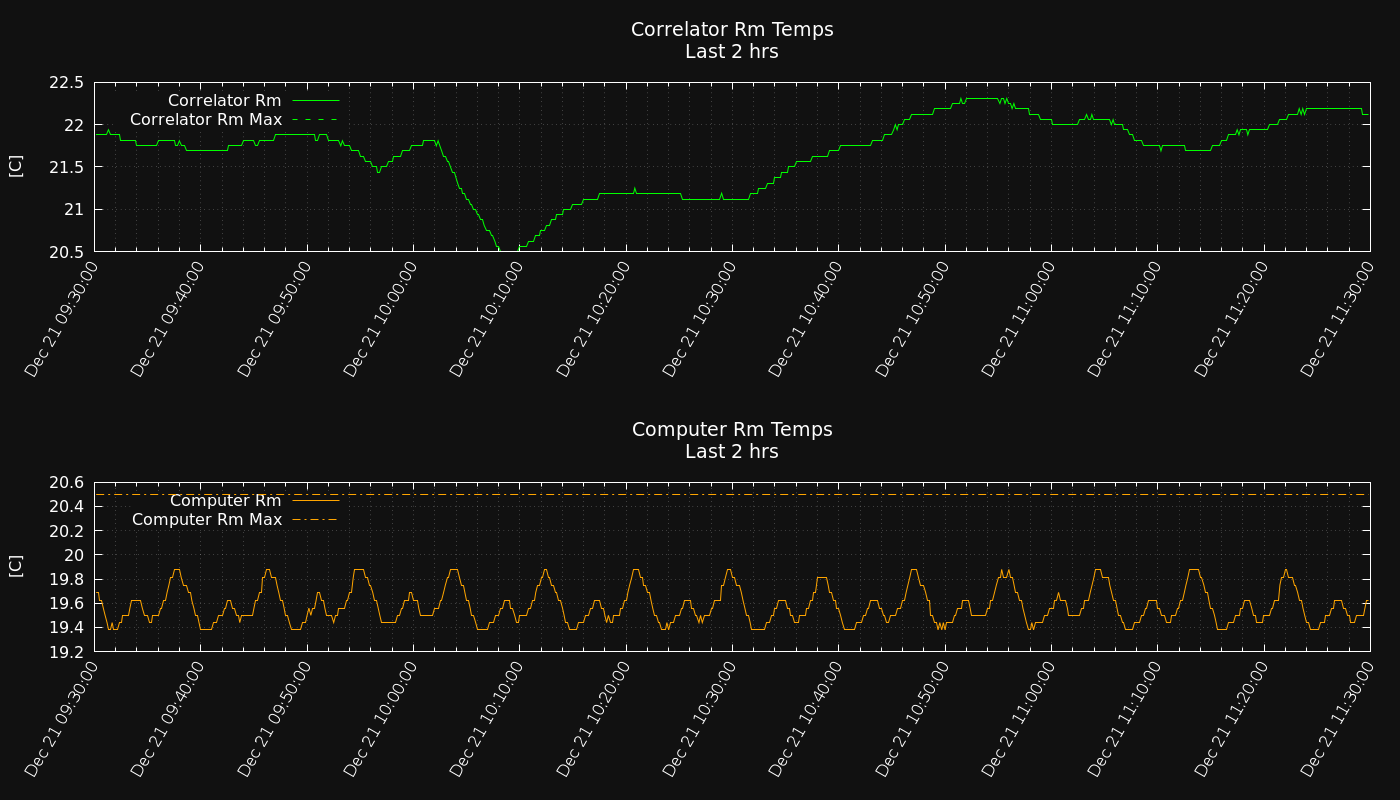 Correlator Rm Temps
Last 2 hrs
[C]
22.5
22
21.5
21
20.5
Correlator Rm
Correlator Rm Max
Dec 21 09:30:00
Dec 21 09:40:00
Dec 21 09:50:00
Dec 21 10:00:00
Dec 21 10:10:00
Dec 21 10:20:00
Dec 21 10:30:00
Dec 21 10:40:00
Dec 21 10:50:00
Dec 21 11:00:00
Dec 21 11:10:00
Dec 21 11:20:00
Dec 21 11:30:00
Computer Rm Temps
Last 2 hrs
[C]
20.6
20.4
20.2
20
19.8
19.6
19.4
19.2
Computer Rm
Computer Rm Max
Dec 21 09:30:00
Dec 21 09:40:00
Dec 21 09:50:00
Dec 21 10:00:00
Dec 21 10:10:00
Dec 21 10:20:00
Dec 21 10:30:00
Dec 21 10:40:00
Dec 21 10:50:00
Dec 21 11:00:00
Dec 21 11:10:00
Dec 21 11:20:00
Dec 21 11:30:00